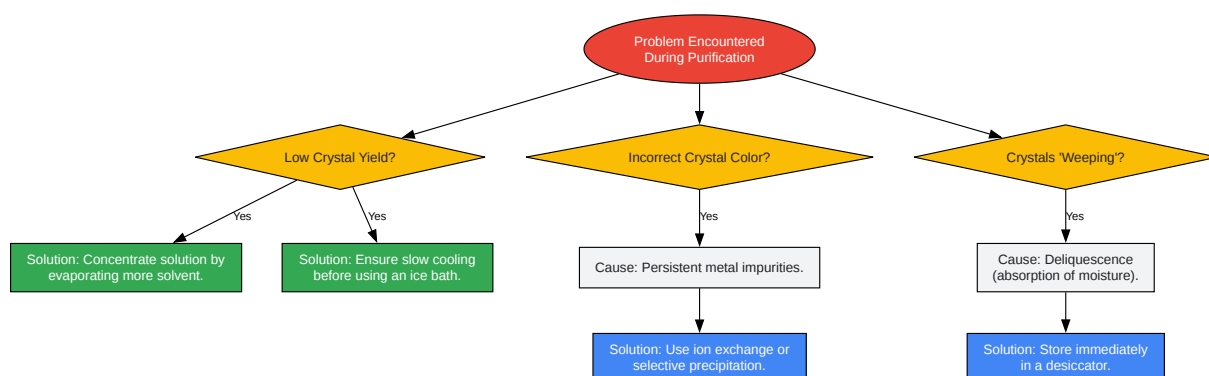 Problem Encountered
During Purification
Low Crystal Yield?
Incorrect Crystal Color?
Crystals 'Weeping'?
Yes
Yes
Yes
Yes
Solution: Concentrate solution by
evaporating more solvent.
Solution: Ensure slow cooling
before using an ice bath.
Cause: Persistent metal impurities.
Cause: Deliquescence
(absorption of moisture).
Solution: Use ion exchange or
selective precipitation.
Solution: Store immediately
in a desiccator.